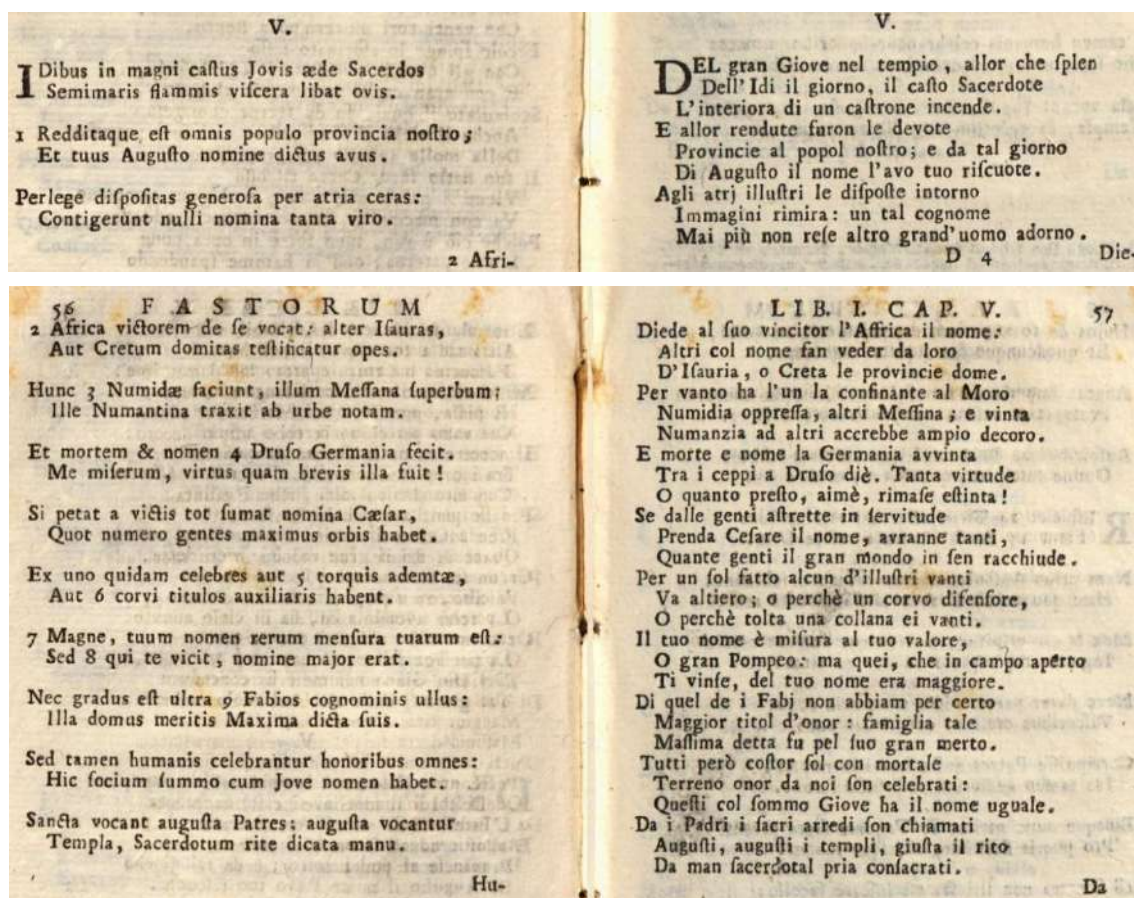 V.
IDibus in magni caſtus Jovis æde Sacerdos
Semimaris flammis viſcera libat ovis.
1 Redditaque eſt omnis populo provincia noſtro;
Et tuus Auguſto nomine dictus avus.
Perlege diſpoſitas generoſa per atria ceras:
Contigerunt nulli nomina tanta viro.
2 Afri-
V.
DEL gran Giove nel tempio, allor che ſplen
Dell'Idi il giorno, il caſto Sacerdote
L'interiora di un caſtrone incende.
E allor rendute furon le devote
Provincie al popol noſtro; e da tal giorno
Di Auguſto il nome l'avo tuo riſcuote.
Agli atrj illuſtri le diſpoſte intorno
Immagini rimira: un tal cognome
Mai più non reſe altro grand'uomo adorno.
D 4 Die-
56 FASTORUM
2 Africa victorem de ſe vocat: alter Iſauras,
Aut Cretum domitas teſtificatur opes.
Hunc 3 Numidæ faciunt, illum Meſſana ſuperbum;
Ille Numantina traxit ab urbe notam.
Et mortem & nomen 4 Druſo Germania fecit.
Me miſerum, virtus quam brevis illa fuit!
Si petat a victis tot ſumat nomina Cæſar,
Quot numero gentes maximus orbis habet.
Ex uno quidam celebres aut 5 torquis ademtæ,
Aut 6 corvi titulos auxiliaris habent.
7 Magne, tuum nomen rerum menſura tuarum eſt:
Sed 8 qui te vicit, nomine major erat.
Nec gradus eſt ultra 9 Fabios cognominis ullus:
Illa domus meritis Maxima dicta ſuis.
Sed tamen humanis celebrantur honoribus omnes:
Hic ſocium ſummo cum Jove nomen habet.
Sancta vocant auguſta Patres: auguſta vocantur
Templa, Sacerdotum rite dicata manu.
Hu-
LIB. I. CAP. V. 57
Diede al ſuo vincitor l'Affrica il nome:
Altri col nome fan veder da loro
D'Iſauria, o Creta le provincie dome.
Per vanto ha l'un la confinante al Moro
Numidia oppreſſa, altri Meſſina; e vinta
Numanzia ad altri accrebbe ampio decoro.
E morte e nome la Germania avvinta
Tra i ceppi a Druſo diè. Tanta virtude
O quanto preſto, aimè, rimaſe eſtinta!
Se dalle genti aſtrette in ſervitude
Prenda Ceſare il nome, avranne tanti,
Quante genti il gran mondo in ſen racchiude.
Per un ſol fatto alcun d'illuſtri vanti
Va altiero; o perchè un corvo difenſore,
O perchè tolta una collana ei vanti.
Il tuo nome è miſura al tuo valore,
O gran Pompeo: ma quei, che in campo aperto
Ti vinſe, del tuo nome era maggiore.
Di quel de i Fabj non abbiam per certo
Maggior titol d'onor: famiglia tale
Maſſima detta fu pel ſuo gran merto.
Tutti però coſtor ſol con mortale
Terreno onor da noi ſon celebrati:
Queſti col ſommo Giove ha il nome uguale.
Da i Padri i ſacri arredi ſon chiamati
Auguſti, auguſti i templi, giuſta il rito
Da man ſacerdotal pria conſacrati.
Da